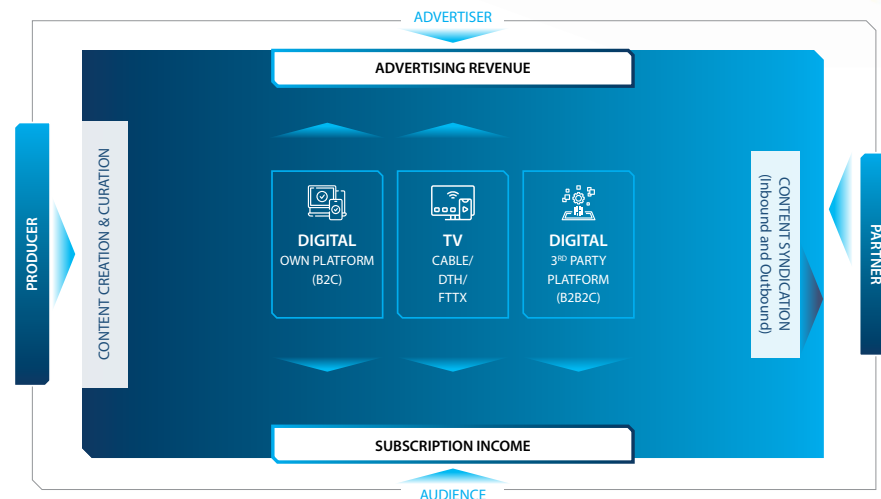 ADVERTISER
ADVERTISING REVENUE
PRODUCER
CONTENT CREATION & CURATION
DIGITAL
OWN PLATFORM
(B2C)
TV
CABLE/
DTH/
FTTX
DIGITAL
3RD PARTY
PLATFORM
(B2B2C)
CONTENT SYNDICATION
(Inbound and Outbound)
PARTNER
SUBSCRIPTION INCOME
AUDIENCE